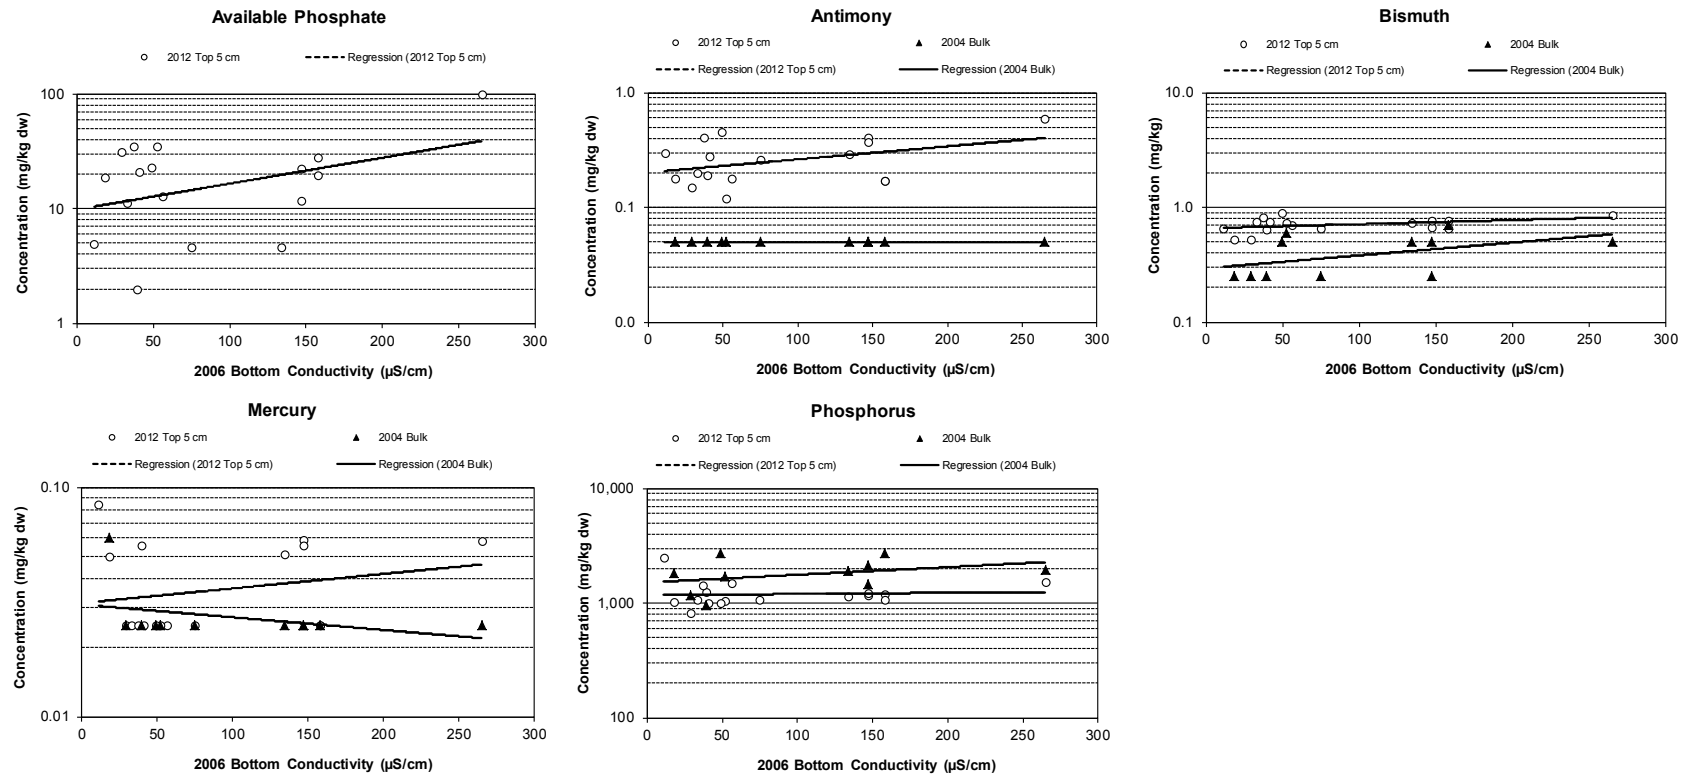 Available Phosphate
2012 Top 5 cm
Regression (2012 Top 5 cm)
Concentration (mg/kg dw)
100
10
1
0 50 100 150 200 250 300
2006 Bottom Conductivity (µS/cm)
Antimony
2012 Top 5 cm 2004 Bulk
Regression (2012 Top 5 cm) Regression (2004 Bulk)
Concentration (mg/kg dw)
1.0
0.1
0.0
0 50 100 150 200 250 300
2006 Bottom Conductivity (µS/cm)
Bismuth
2012 Top 5 cm 2004 Bulk
Regression (2012 Top 5 cm) Regression (2004 Bulk)
Concentration (mg/kg)
10.0
1.0
0.1
0 50 100 150 200 250 300
2006 Bottom Conductivity (µS/cm)
Mercury
2012 Top 5 cm 2004 Bulk
Regression (2012 Top 5 cm) Regression (2004 Bulk)
Concentration (mg/kg dw)
0.10
0.01
0 50 100 150 200 250 300
2006 Bottom Conductivity (µS/cm)
Phosphorus
2012 Top 5 cm 2004 Bulk
Regression (2012 Top 5 cm) Regression (2004 Bulk)
Concentration (mg/kg dw)
10,000
1,000
100
0 50 100 150 200 250 300
2006 Bottom Conductivity (µS/cm)